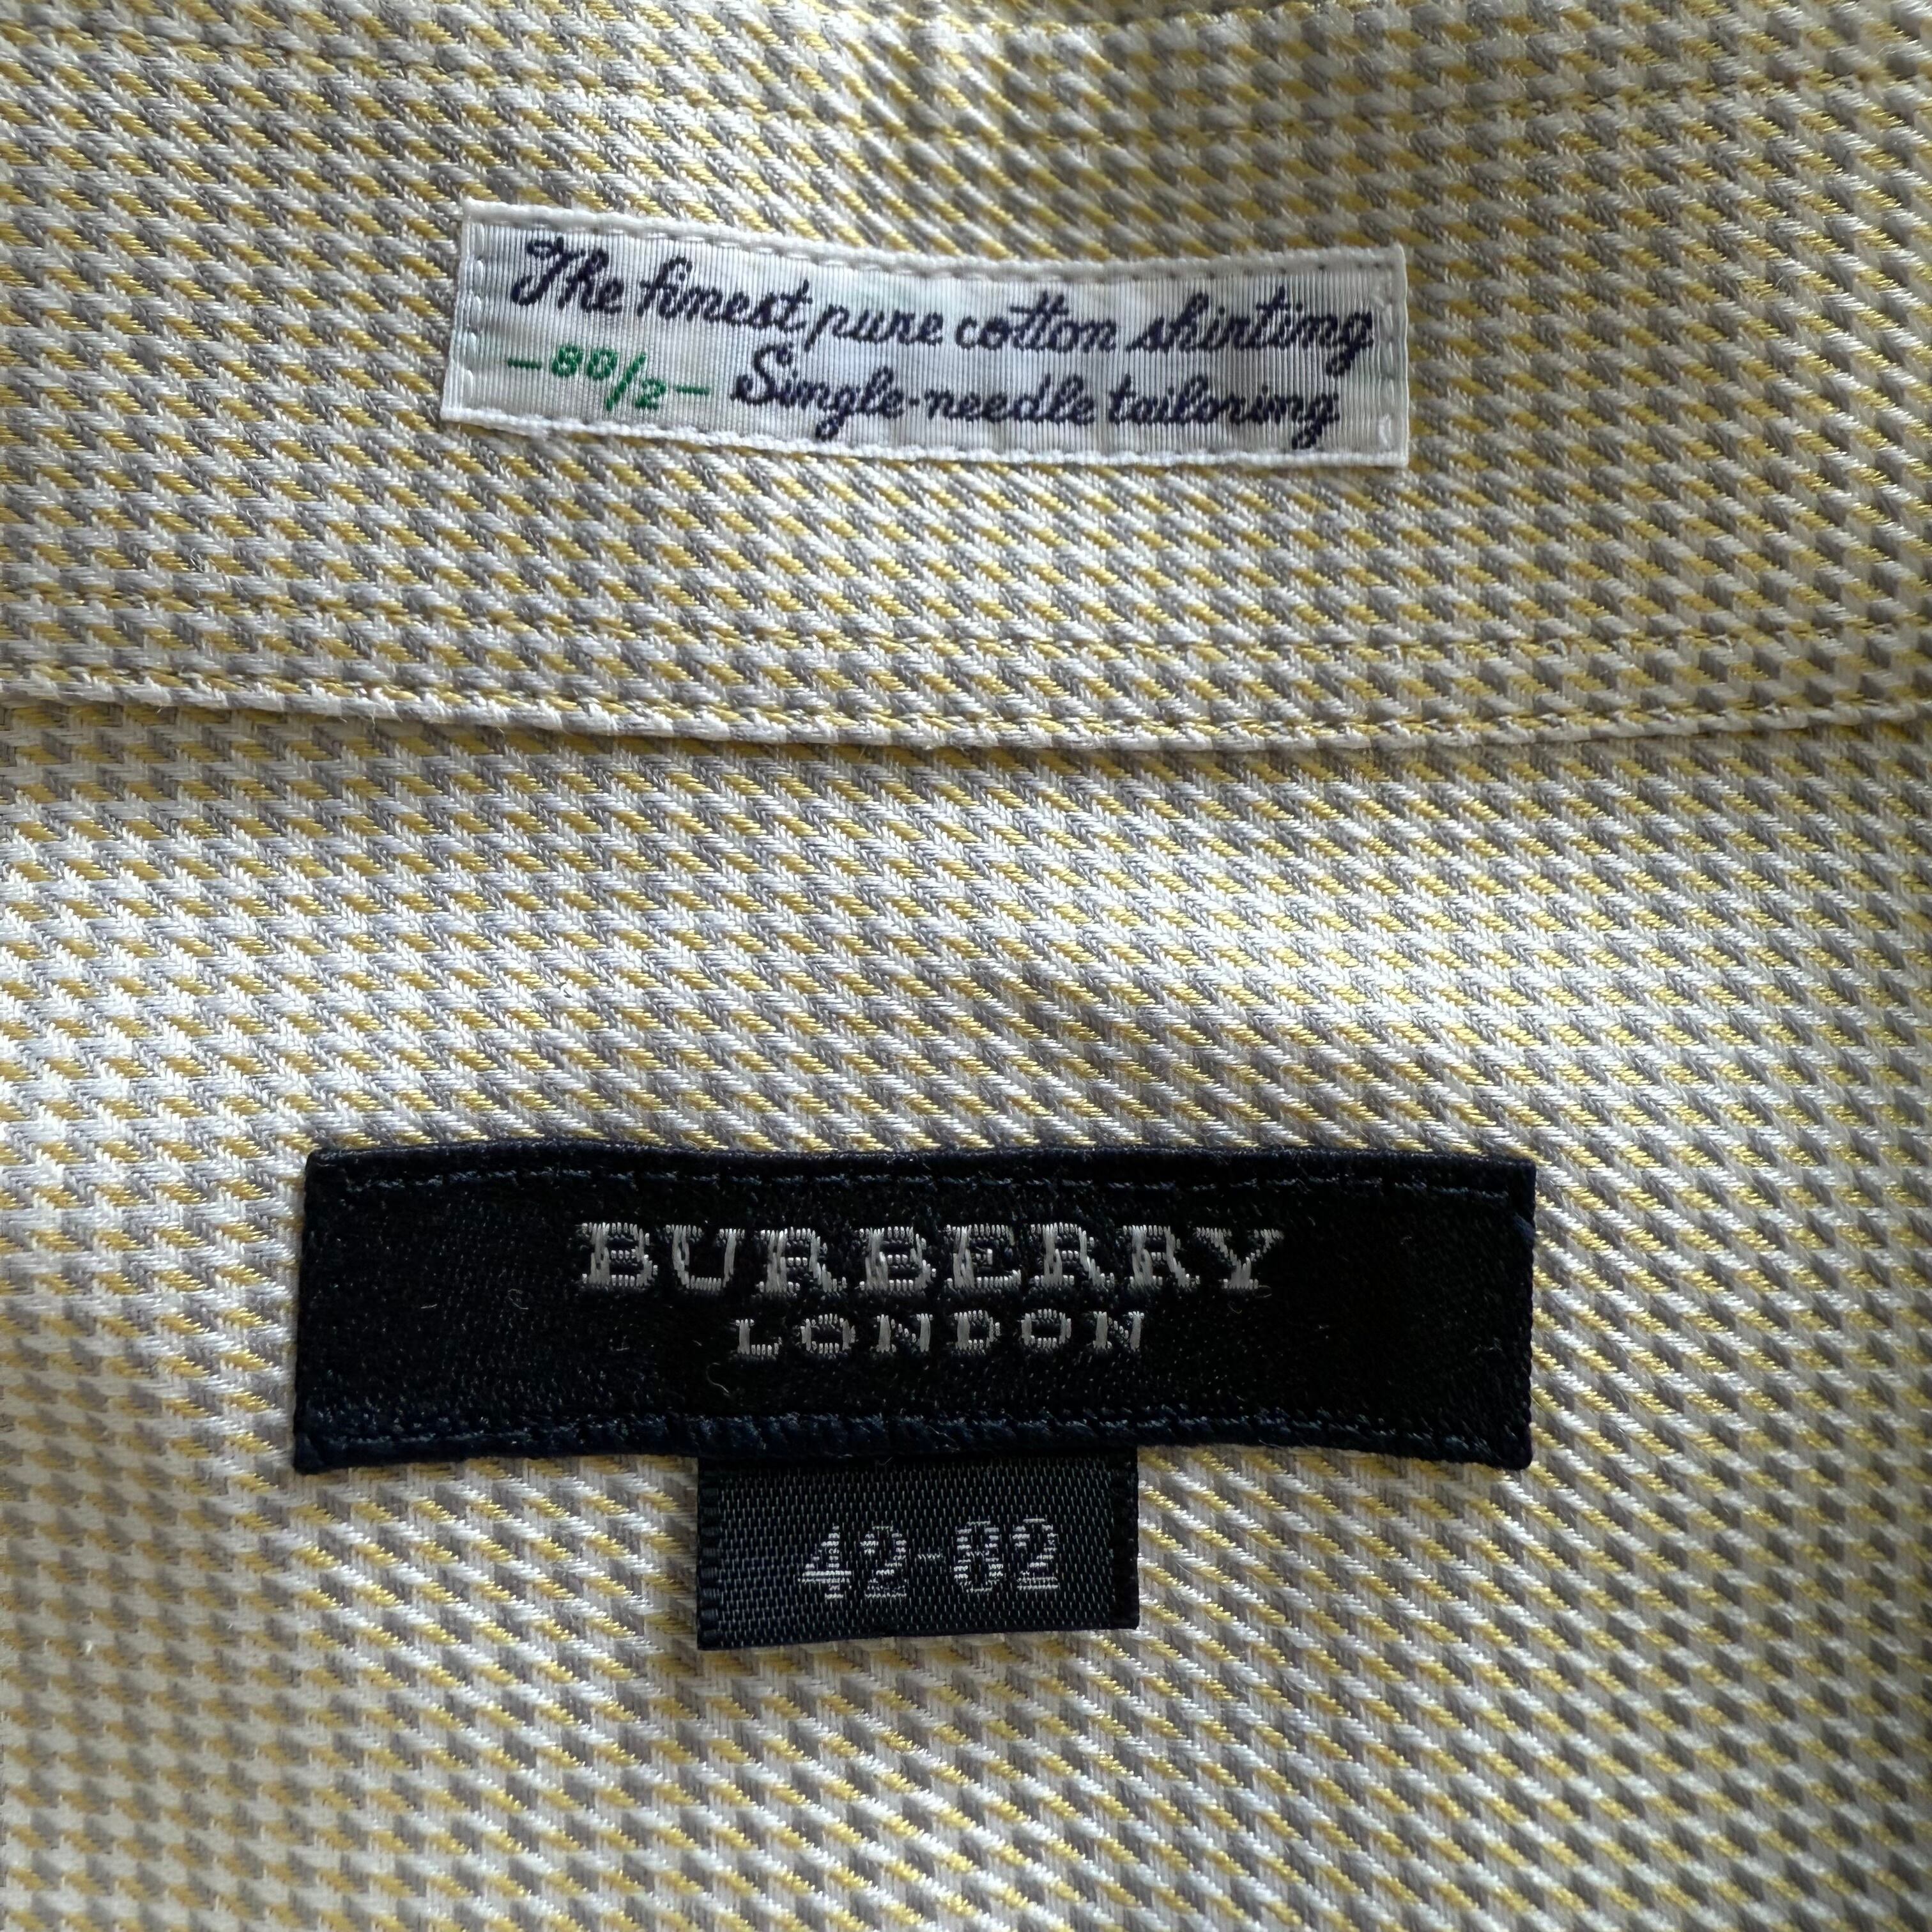 The finest pure cotton shirting
-80/2- Single-needle tailoring
BURBERRY
LONDON
42-82